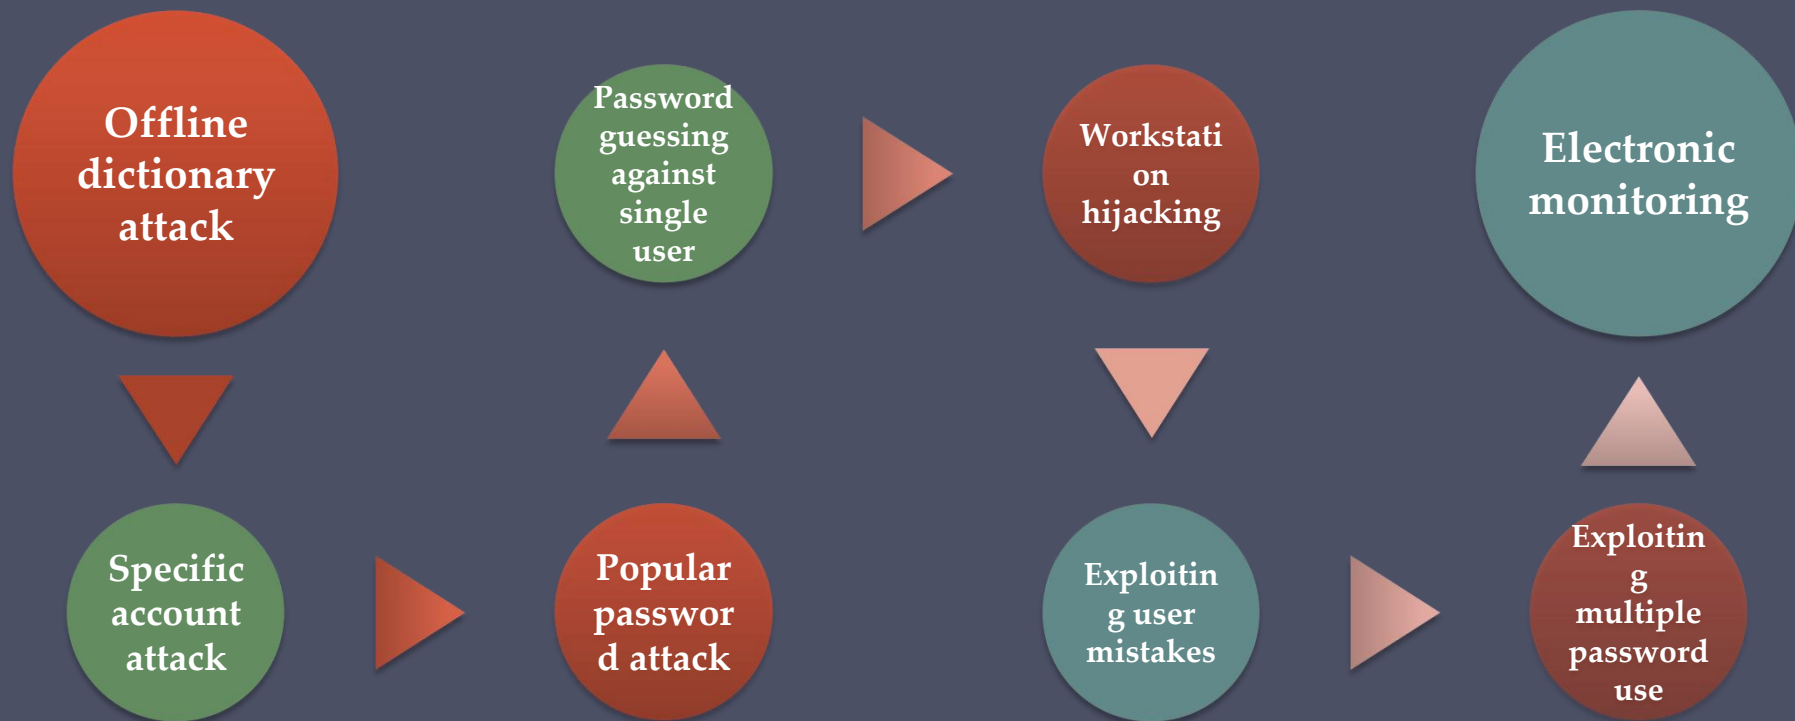 Offline
dictionary
attack
Specific
account
attack
Popular
passwor
d attack
Password
guessing
against
single
user
Workstati
on
hijacking
Exploitin
g user
mistakes
Exploitin
g
multiple
password
use
Electronic
monitoring